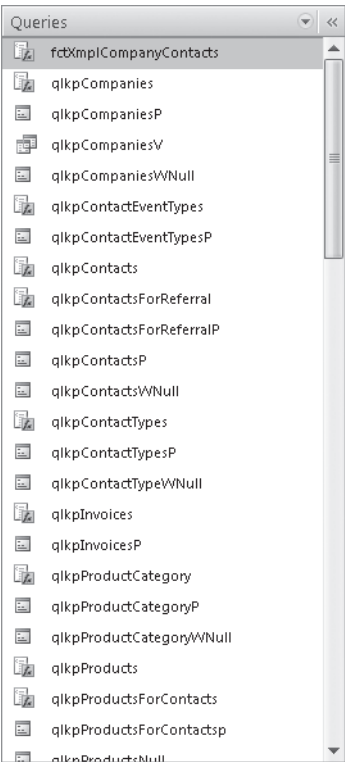 Queries
fctXmplCompanyContacts
qlkpCompanies
qlkpCompaniesP
qlkpCompaniesV
qlkpCompaniesWNull
qlkpContactEventTypes
qlkpContactEventTypesP
qlkpContacts
qlkpContactsForReferral
qlkpContactsForReferralP
qlkpContactsP
qlkpContactsWNull
qlkpContactTypes
qlkpContactTypesP
qlkpContactTypeWNull
qlkpInvoices
qlkpInvoicesP
qlkpProductCategory
qlkpProductCategoryP
qlkpProductCategoryWNull
qlkpProducts
qlkpProductsForContacts
qlkpProductsForContactsp
qlkpProductsNull